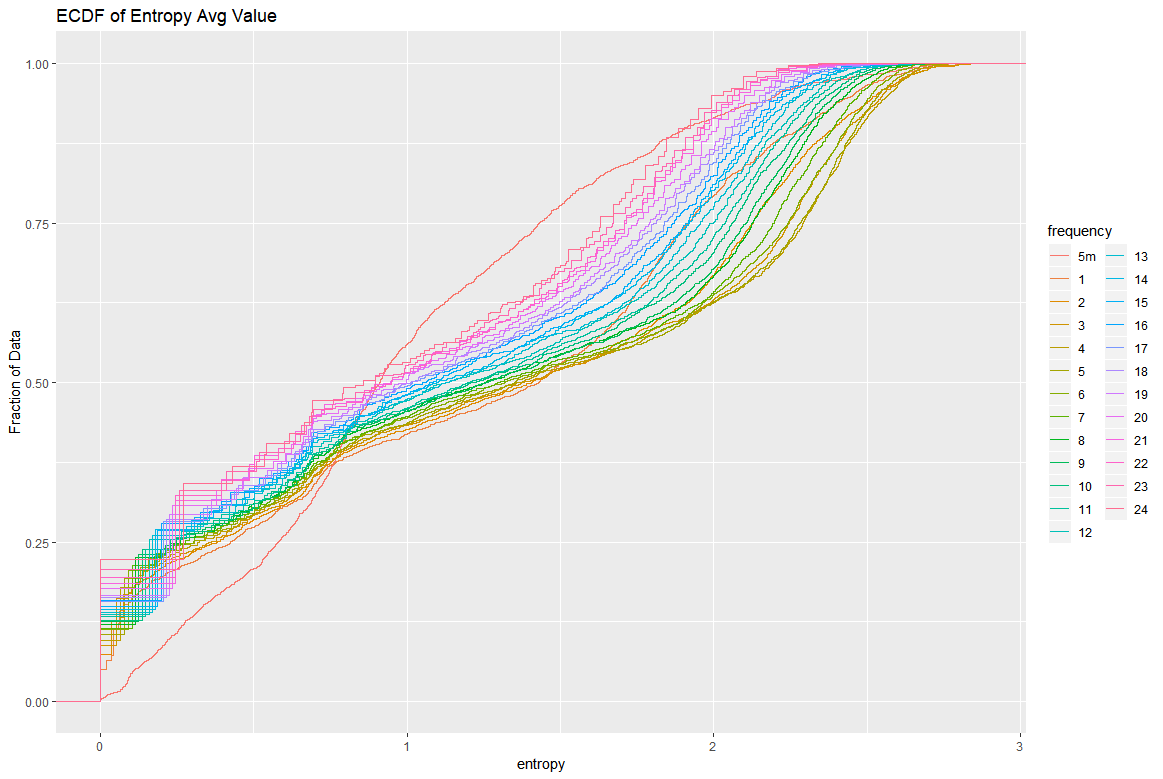 ECDF of Entropy Avg Value
1.00
0.75
0.50
0.25
0.00
Fraction of Data
0 1 2 3
entropy
frequency
5m 13
1 14
2 15
3 16
4 17
5 18
6 19
7 20
8 21
9 22
10 23
11 24
12